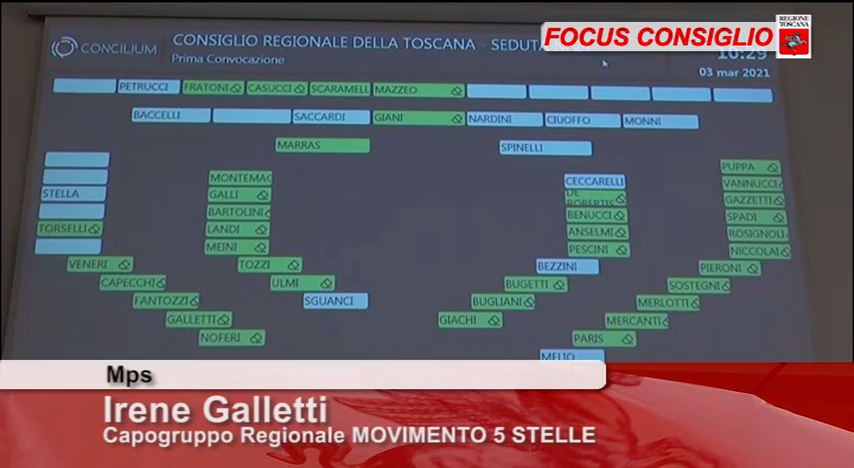 FOCUS CONSIGLIO
REGIONE TOSCANA
CONCILIUM
CONSIGLIO REGIONALE DELLA TOSCANA - SEDUTA
Prima Convocazione
10:29
03 mar 2021
PETRUCCI FRATONI CASUCCI SCARAMELL MAZZEO
BACCELLI SACCARDI GIANI NARDINI CIUOFFO MONNI
MARRAS SPINELLI
STELLA
TORSELLI
MONTEMAG
GALLI
BARTOLINI
LANDI
MEINI
CECCARELLI
DE ROBERTIS
BENUCCI
ANSELMI
PESCINI
PUPPA
VANNUCCI
GAZZETTI
SPADI
ROSIGNOLI
NICCOLAI
VENERI TOZZI BEZZINI PIERONI
CAPECCHI ULMI BUGETTI SOSTEGNI
FANTOZZI SGUANCI BUGLIANI MERLOTTI
GALLETTI GIACHI MERCANTI
NOFERI PARIS
MELIO
Mps
Irene Galletti
Capogruppo Regionale MOVIMENTO 5 STELLE